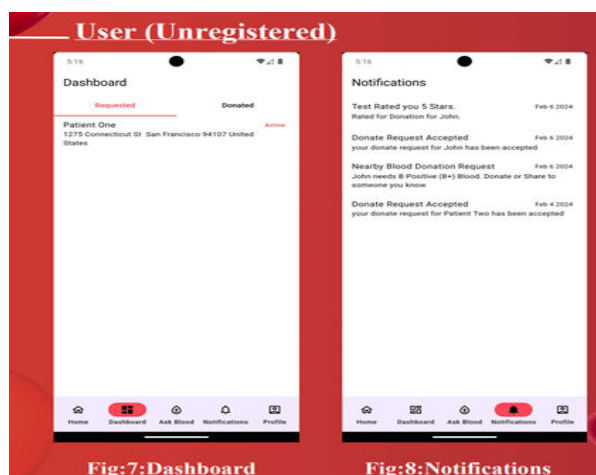 User (Unregistered)
5:16
Dashboard
Requested Donated
Patient One Active
1275 Connecticut St San Francisco 94107 United
States
Home Dashboard Ask Blood Notifications Profile
Fig:7:Dashboard
5:16
Notifications
Test Rated you 5 Stars. Feb 6 2024
Rated for Donation for John.
Donate Request Accepted Feb 6 2024
your donate request for John has been accepted
Nearby Blood Donation Request Feb 6 2024
John needs B Positive (B+) Blood. Donate or Share to
someone you know
Donate Request Accepted Feb 4 2024
your donate request for Patient Two has been accepted
Home Dashboard Ask Blood Notifications Profile
Fig:8:Notifications